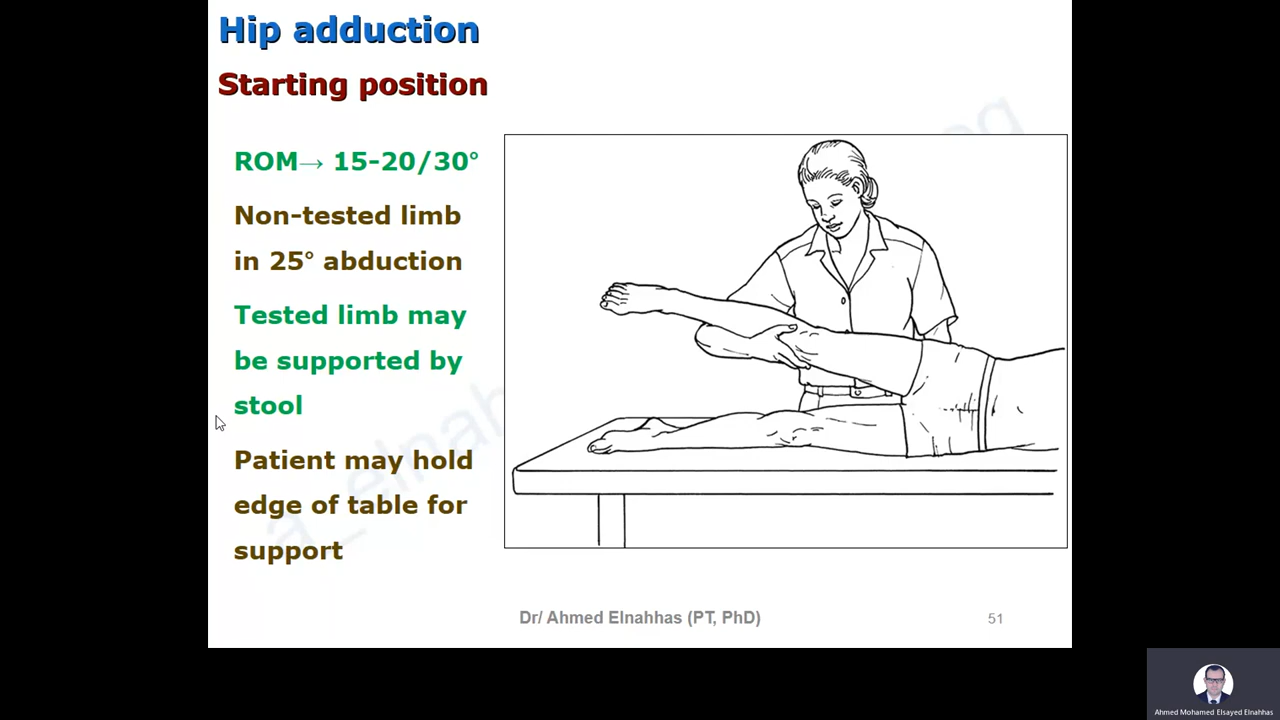 Hip adduction
Starting position
ROM→ 15-20/30°
Non-tested limb
in 25° abduction
Tested limb may
be supported by
stool
Patient may hold
edge of table for
support
a_elnah
Dr/ Ahmed Elnahhas (PT, PhD)
51
Ahmed Mohamed Elsayed Elnahhas